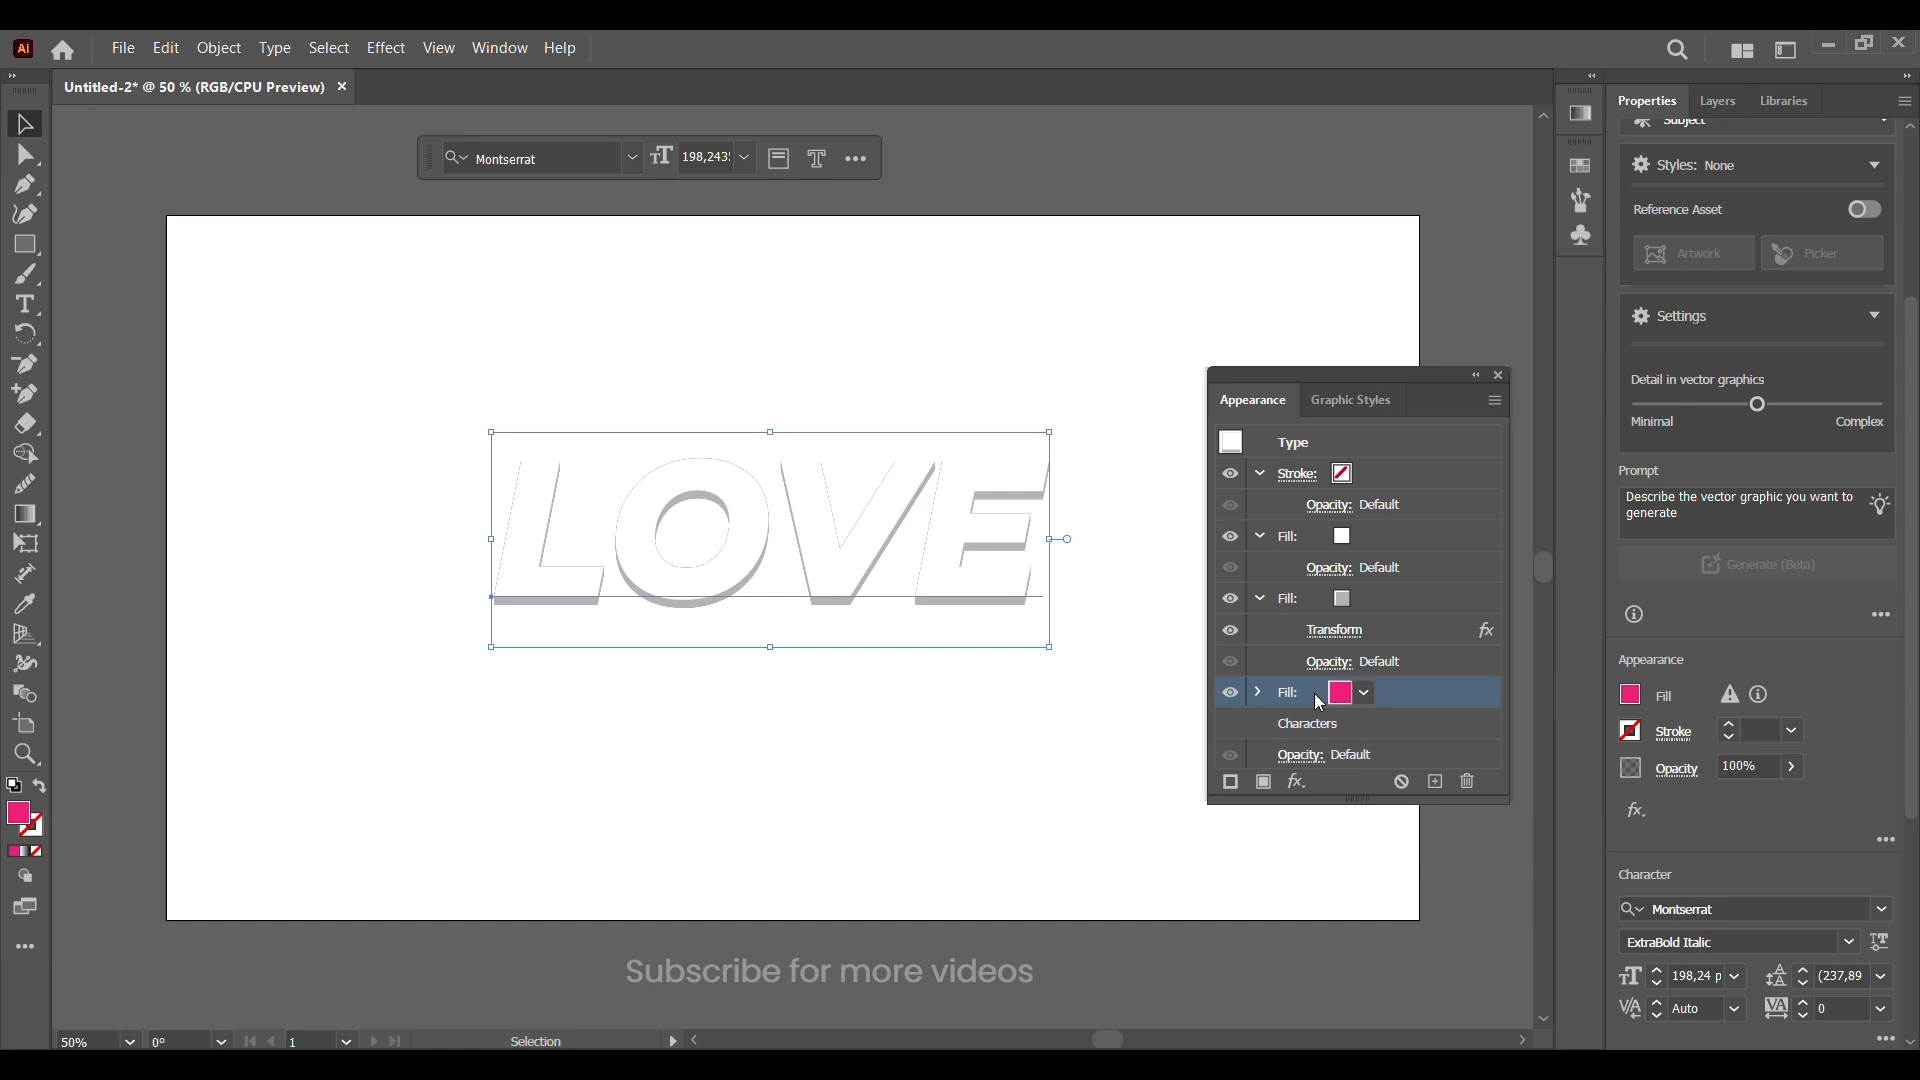 Ai File Edit Object Type Select Effect View Window Help
Untitled-2* @ 50 % (RGB/CPU Preview)
Properties Layers Libraries
Subject
Montserrat 198,243
Styles: None
Reference Asset
Artwork Picker
Settings
Detail in vector graphics
Minimal Complex
Prompt
Describe the vector graphic you want to
generate
Generate (Beta)
LOVE
Appearance Graphic Styles
Type
Stroke:
Opacity: Default
Fill:
Opacity: Default
Fill:
Transform fx
Opacity: Default
Fill:
Characters
Opacity: Default
fx
Appearance
Fill
Stroke
Opacity 100%
fx
Character
Montserrat
ExtraBold Italic
198,24 p (237,89
Auto 0
Subscribe for more videos
50% 0° 1 Selection